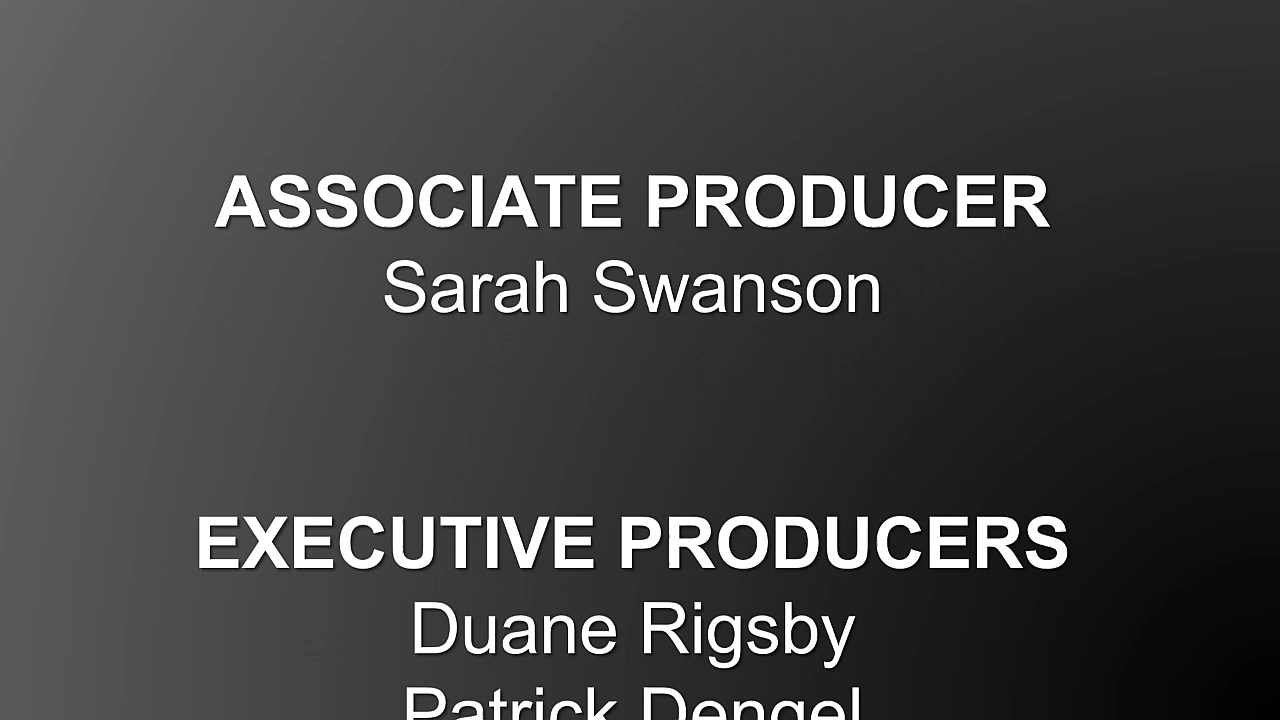 ASSOCIATE PRODUCER
Sarah Swanson
EXECUTIVE PRODUCERS
Duane Rigsby
Patrick Dengel